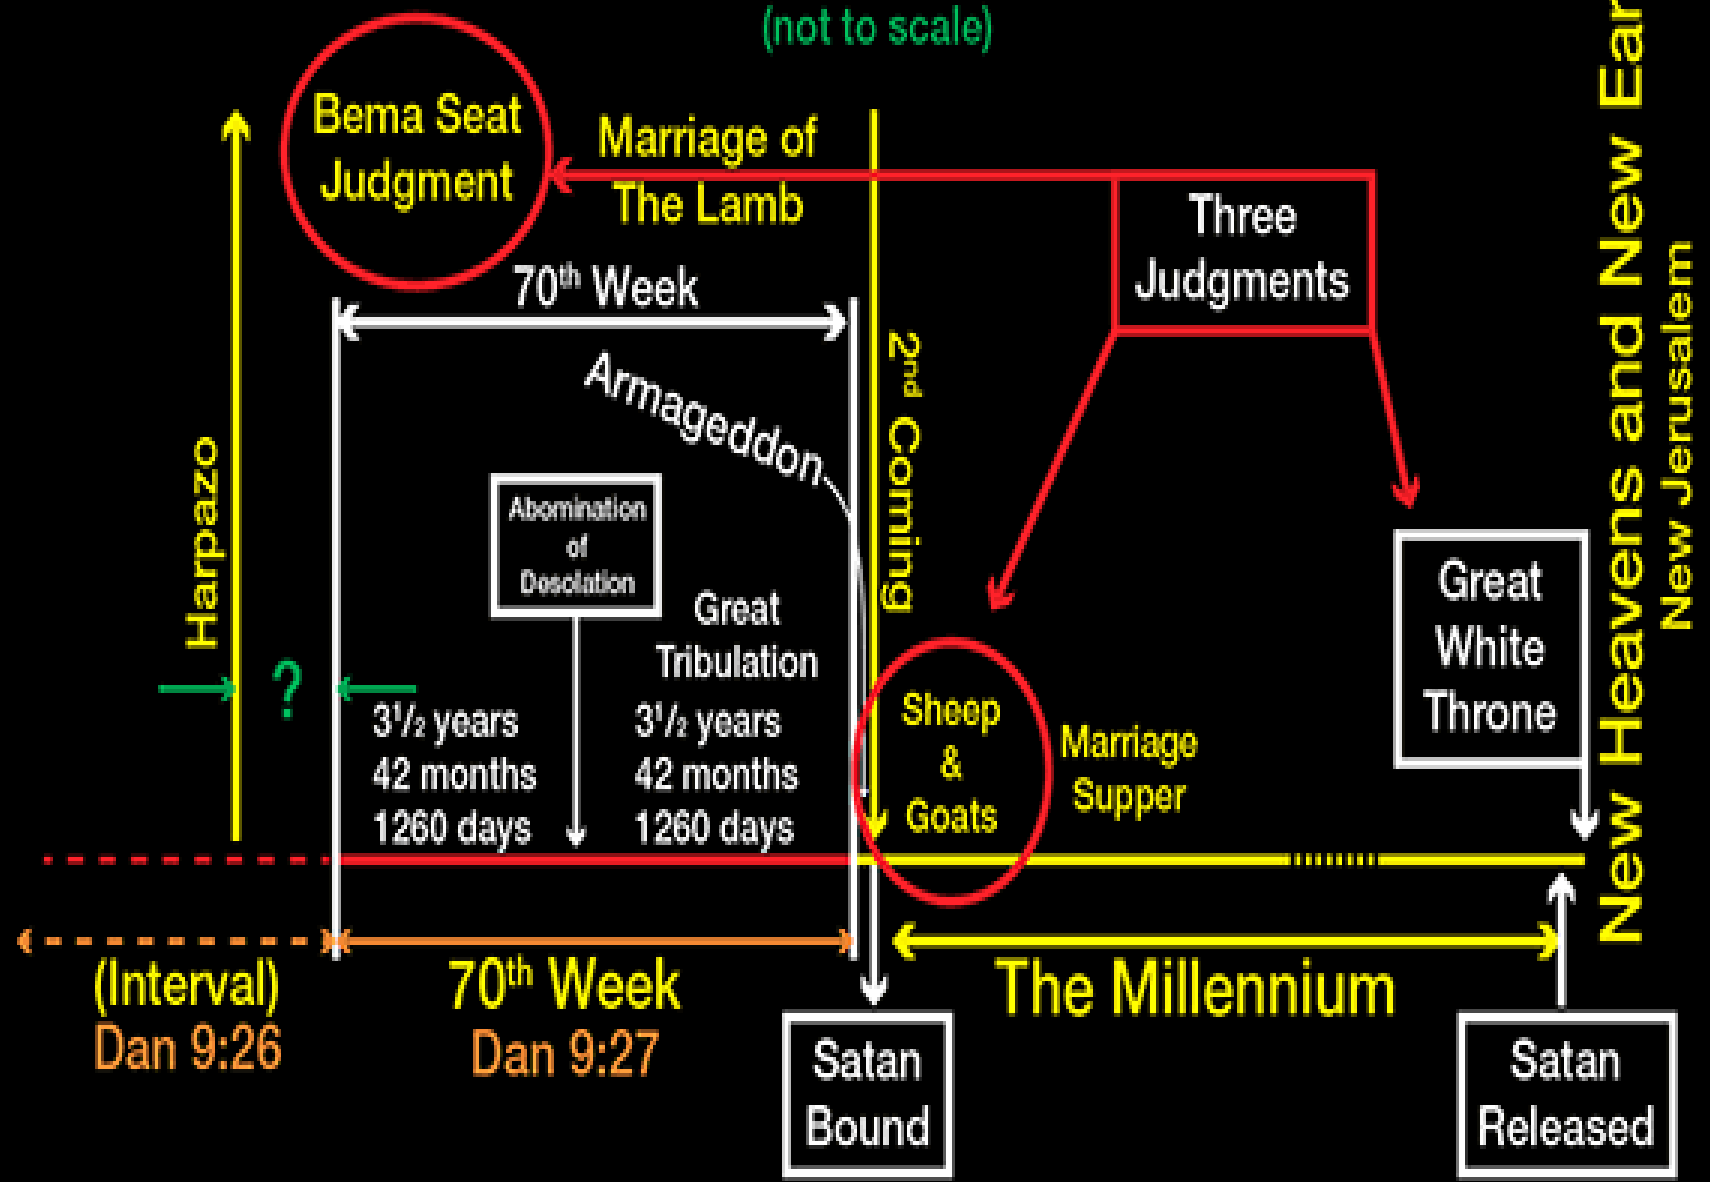 (not to scale)
Bema Seat
Judgment
Marriage of
The Lamb
Three
Judgments
70th Week
Armageddon
2nd Coming
Harpazo
Abomination
of
Desolation
Great
Tribulation
?
3½ years
42 months
1260 days
3½ years
42 months
1260 days
Sheep
&
Goats
Marriage
Supper
Great
White
Throne
New Heavens and New
New Jerusalem
(Interval)
Dan 9:26
70th Week
Dan 9:27
The Millennium
Satan
Bound
Satan
Released